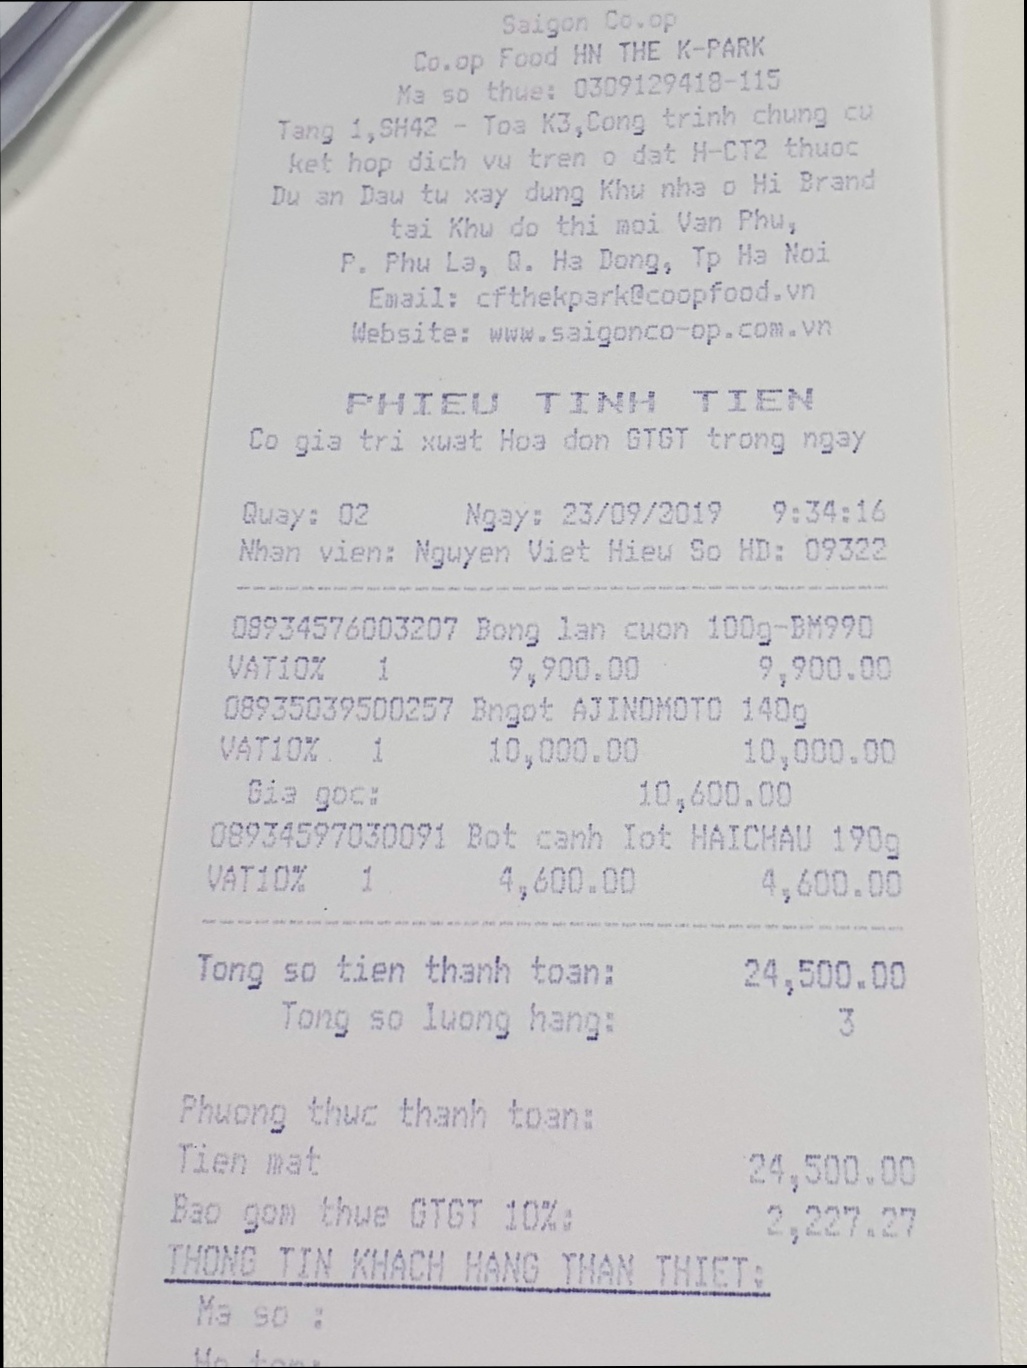 Saigon Co.op
Co.op Food HN THE K-PARK
Ma so thue: 0309129418-115
Tang 1,SH42 - Toa K3,Cong trinh chung cu
ket hop dich vu tren o dat H-CT2 thuoc
Du an Dau tu xay dung Khu nha o Hi Brand
tai Khu do thi moi Van Phu,
P. Phu La, Q. Ha Dong, Tp Ha Noi
Email: cfthekpark@coopfood.vn
Website: www.saigonco-op.com.vn
PHIEU TINH TIEN
Co gia tri xuat Hoa don GTGT trong ngay
Quay: 02 Ngay: 23/09/2019 9:34:16
Nhan vien: Nguyen Viet Hieu So HD: 09322
08934576003207 Bong lan cuon 100g-BM990
VAT10% 1 9,900.00 9,900.00
08935039500257 Bngot AJINOMOTO 140g
VAT10% 1 10,000.00 10,000.00
Gia goc: 10,600.00
08934597030091 Bot canh Iot HAICHAU 190g
VAT10% 1 4,600.00 4,600.00
Tong so tien thanh toan: 24,500.00
Tong so luong hang: 3
Phuong thuc thanh toan:
Tien mat 24,500.00
Bao gom thue GTGT 10%: 2,227.27
THONG TIN KHACH HANG THAN THIET:
Ma so :
Ho ten: